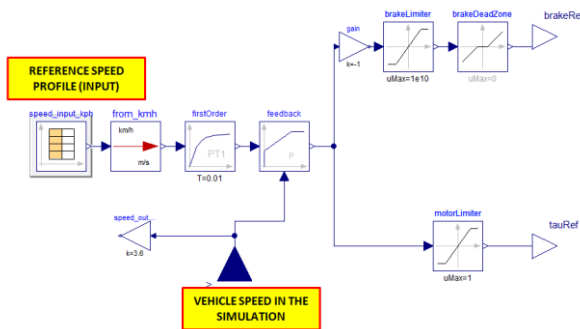 gain
k=-1
brakeLimiter
uMax=1e10
brakeDeadZone
uMax=0
brakeRe
REFERENCE SPEED
PROFILE (INPUT)
speed_input_kph
from_kmh
km/h
m/s
firstOrder
PT1
T=0.01
feedback
P
speed_out...
k=3.6
VEHICLE SPEED IN THE
SIMULATION
motorLimiter
uMax=1
tauRef